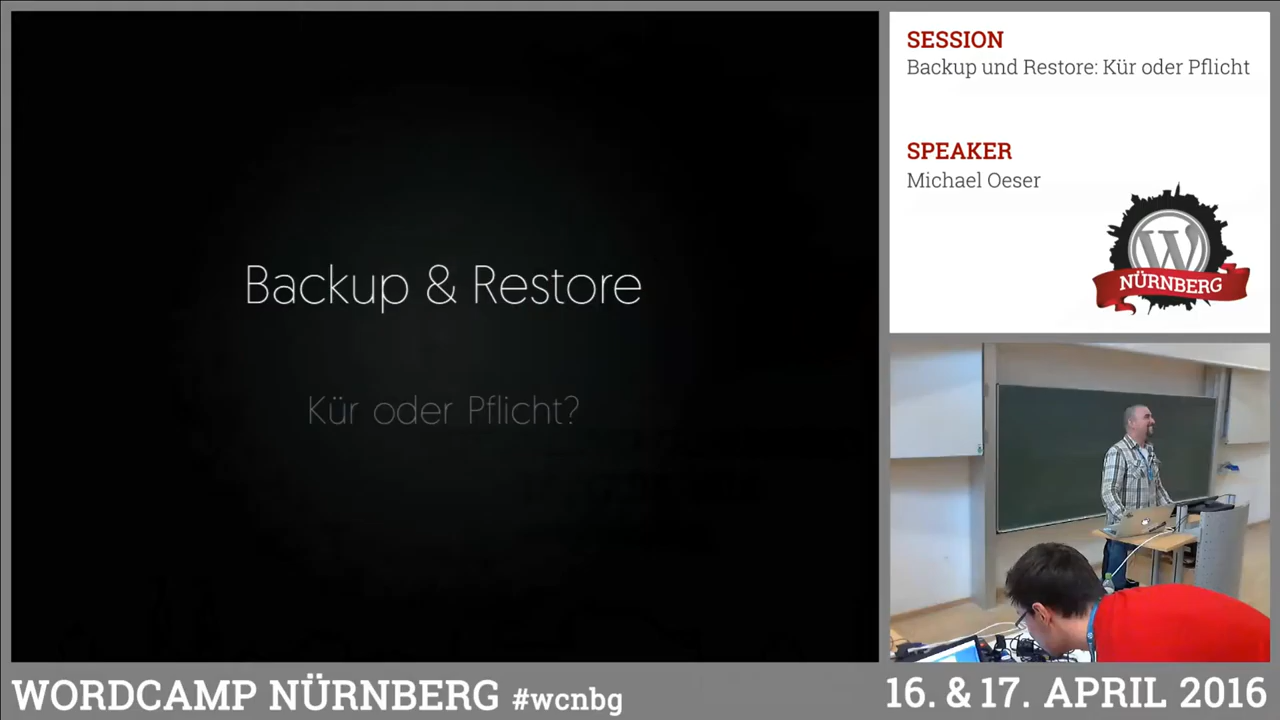 Backup & Restore
Kür oder Pflicht?
SESSION
Backup und Restore: Kür oder Pflicht
SPEAKER
Michael Oeser
W
NÜRNBERG
WORDCAMP NÜRNBERG #wcnbg
16. & 17. APRIL 2016